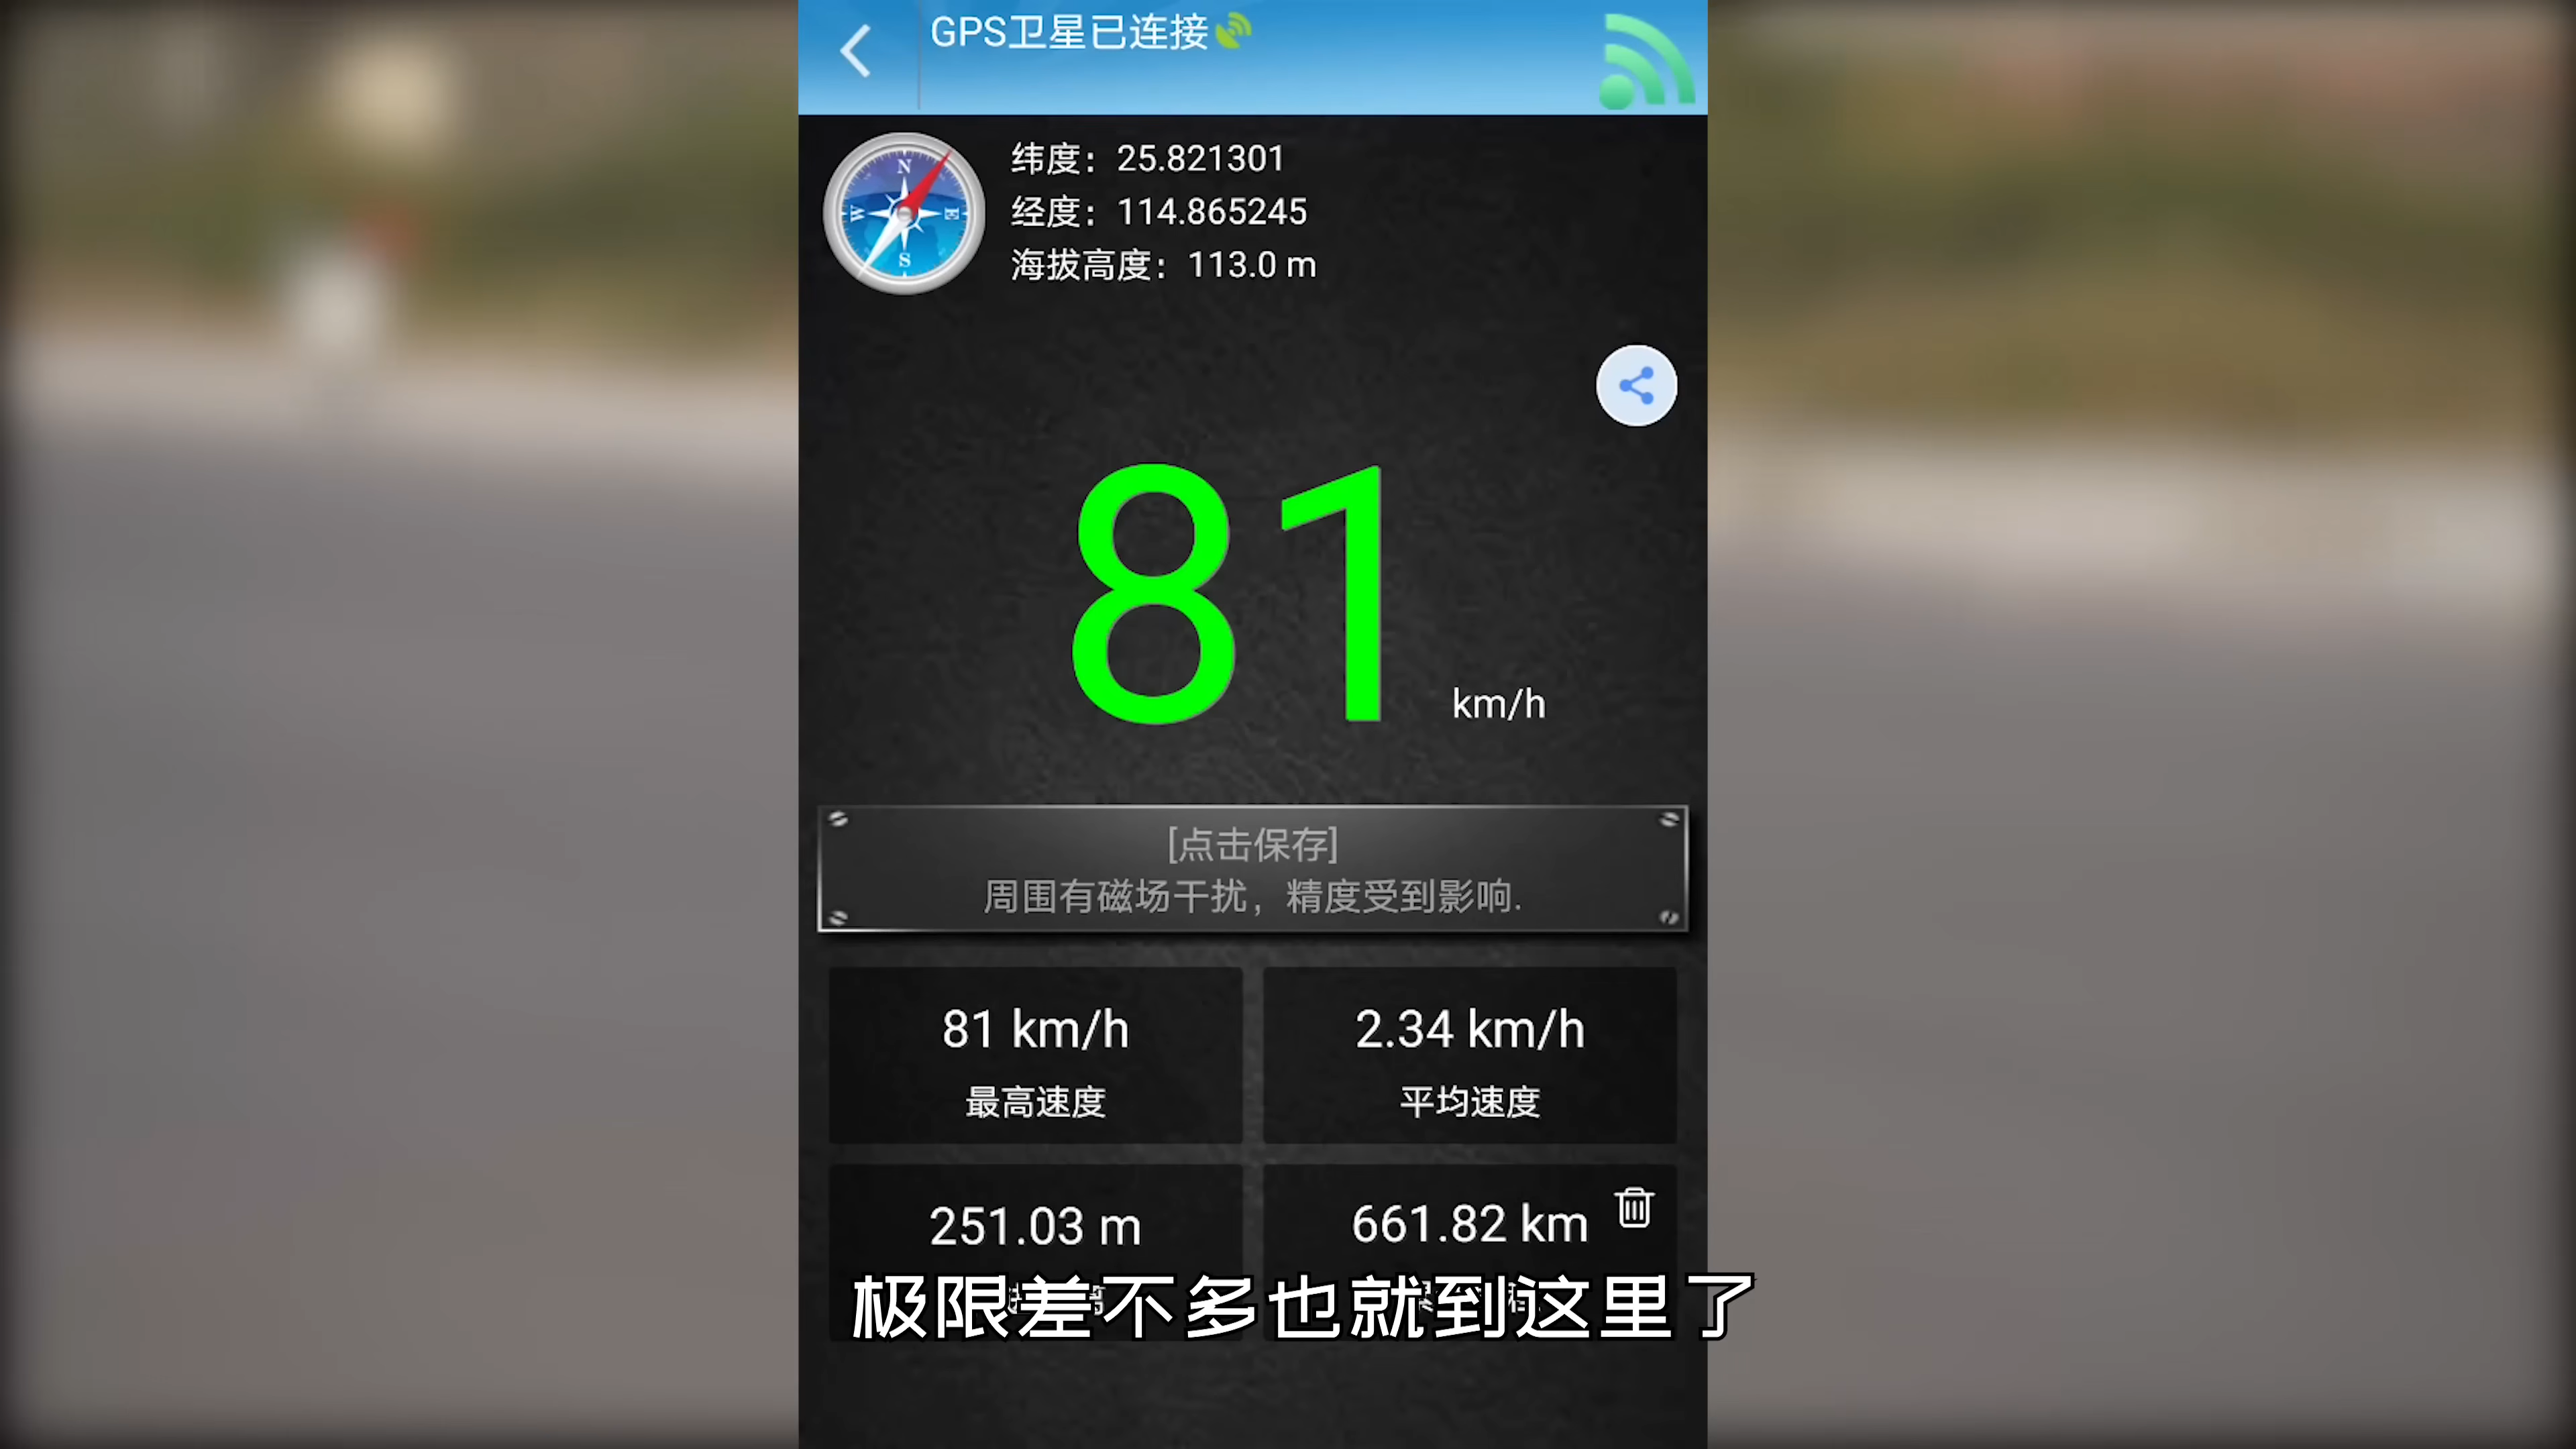 GPS卫星已连接
纬度：25.821301
经度：114.865245
海拔高度：113.0 m
N
W
E
S
81 km/h
[点击保存]
周围有磁场干扰，精度受到影响.
81 km/h
最高速度
2.34 km/h
平均速度
251.03 m
661.82 km
极限差不多也就到这里了